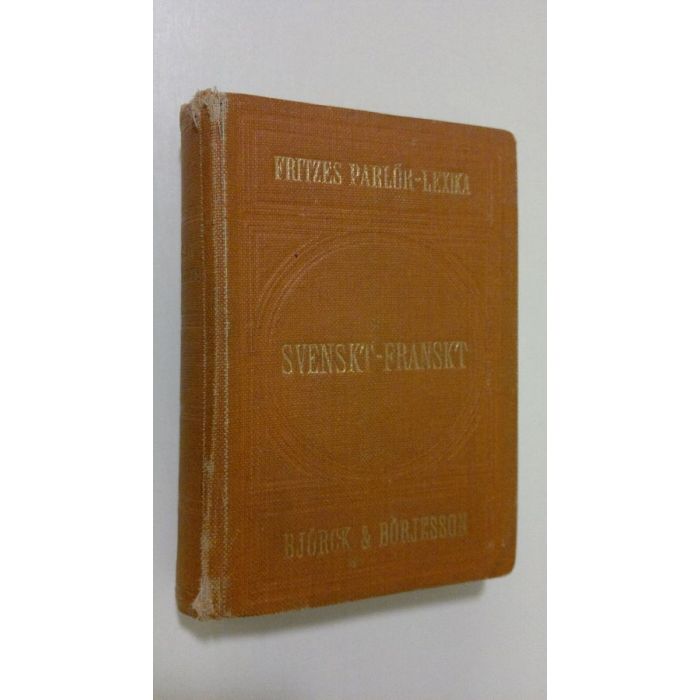 FRITZES PARLÖR-LEXIKA
SVENSKT-FRANSKT
BJÖRCK & BÖRJESSON